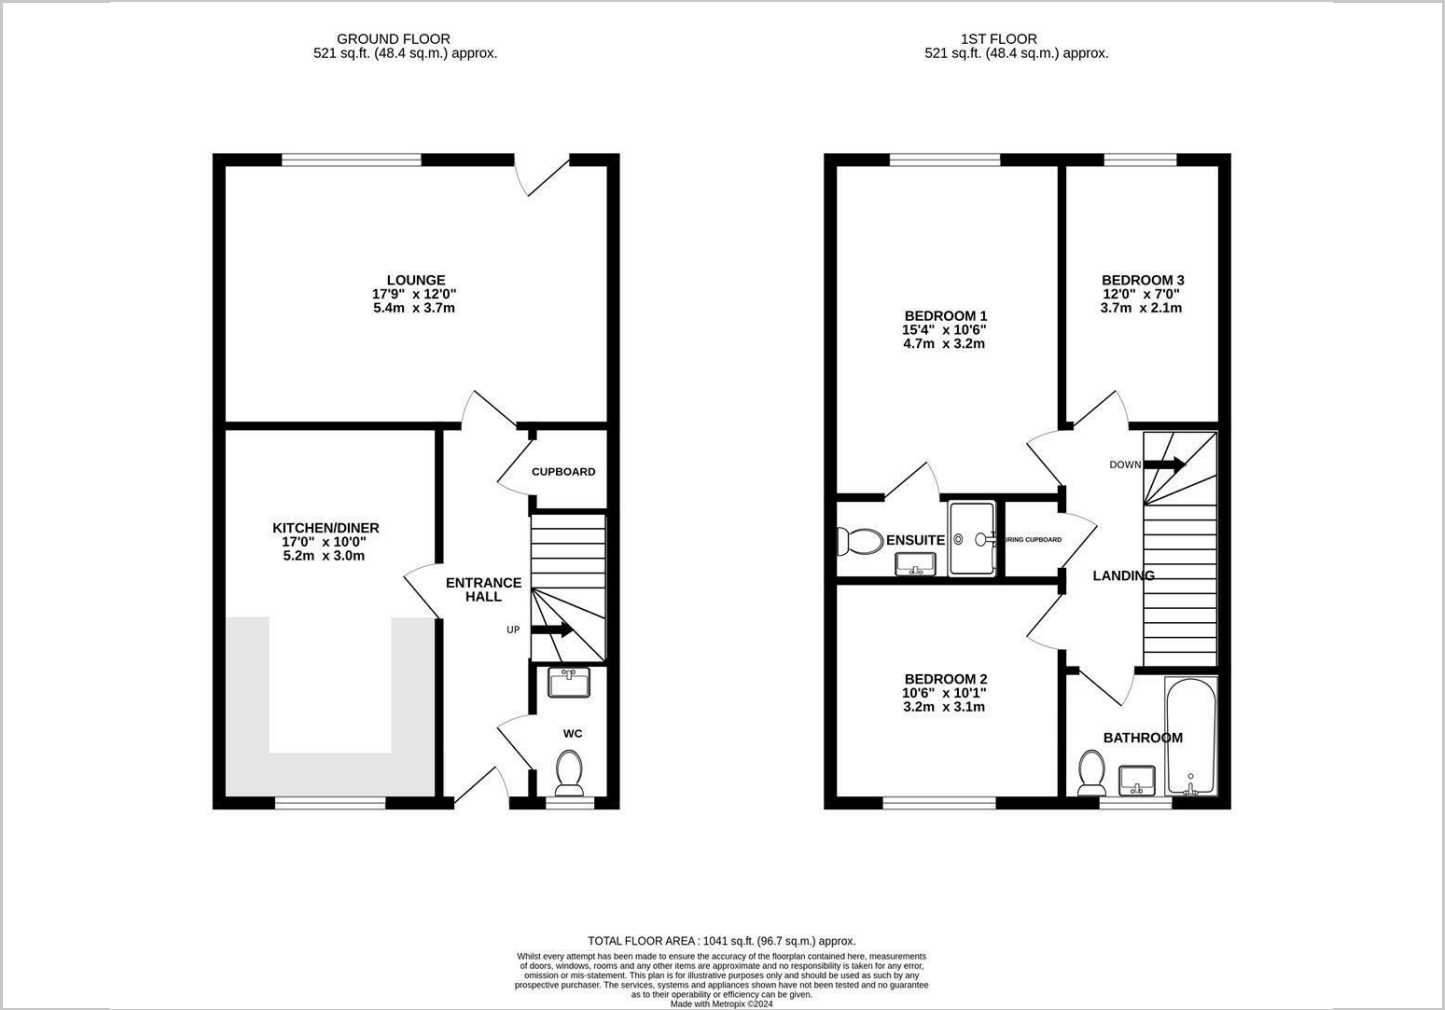 GROUND FLOOR
521 sq.ft. (48.4 sq.m.) approx.
1ST FLOOR
521 sq.ft. (48.4 sq.m.) approx.
LOUNGE
17'9" x 12'0"
5.4m x 3.7m
CUPBOARD
KITCHEN/DINER
17'0" x 10'0"
5.2m x 3.0m
ENTRANCE
HALL
UP
WC
BEDROOM 3
12'0" x 7'0"
3.7m x 2.1m
BEDROOM 1
15'4" x 10'6"
4.7m x 3.2m
DOWN
ENSUITE
IRING CUPBOARD
LANDING
BEDROOM 2
10'6" x 10'1"
3.2m x 3.1m
BATHROOM
TOTAL FLOOR AREA : 1041 sq.ft. (96.7 sq.m.) approx.
Whilst every attempt has been made to ensure the accuracy of the floorplan contained here, measurements
of doors, windows, rooms and any other items are approximate and no responsibility is taken for any error,
omission or mis-statement. This plan is for illustrative purposes only and should be used as such by any
prospective purchaser. The services, systems and appliances shown have not been tested and no guarantee
as to their operability or efficiency can be given.
Made with Metropix ©2024